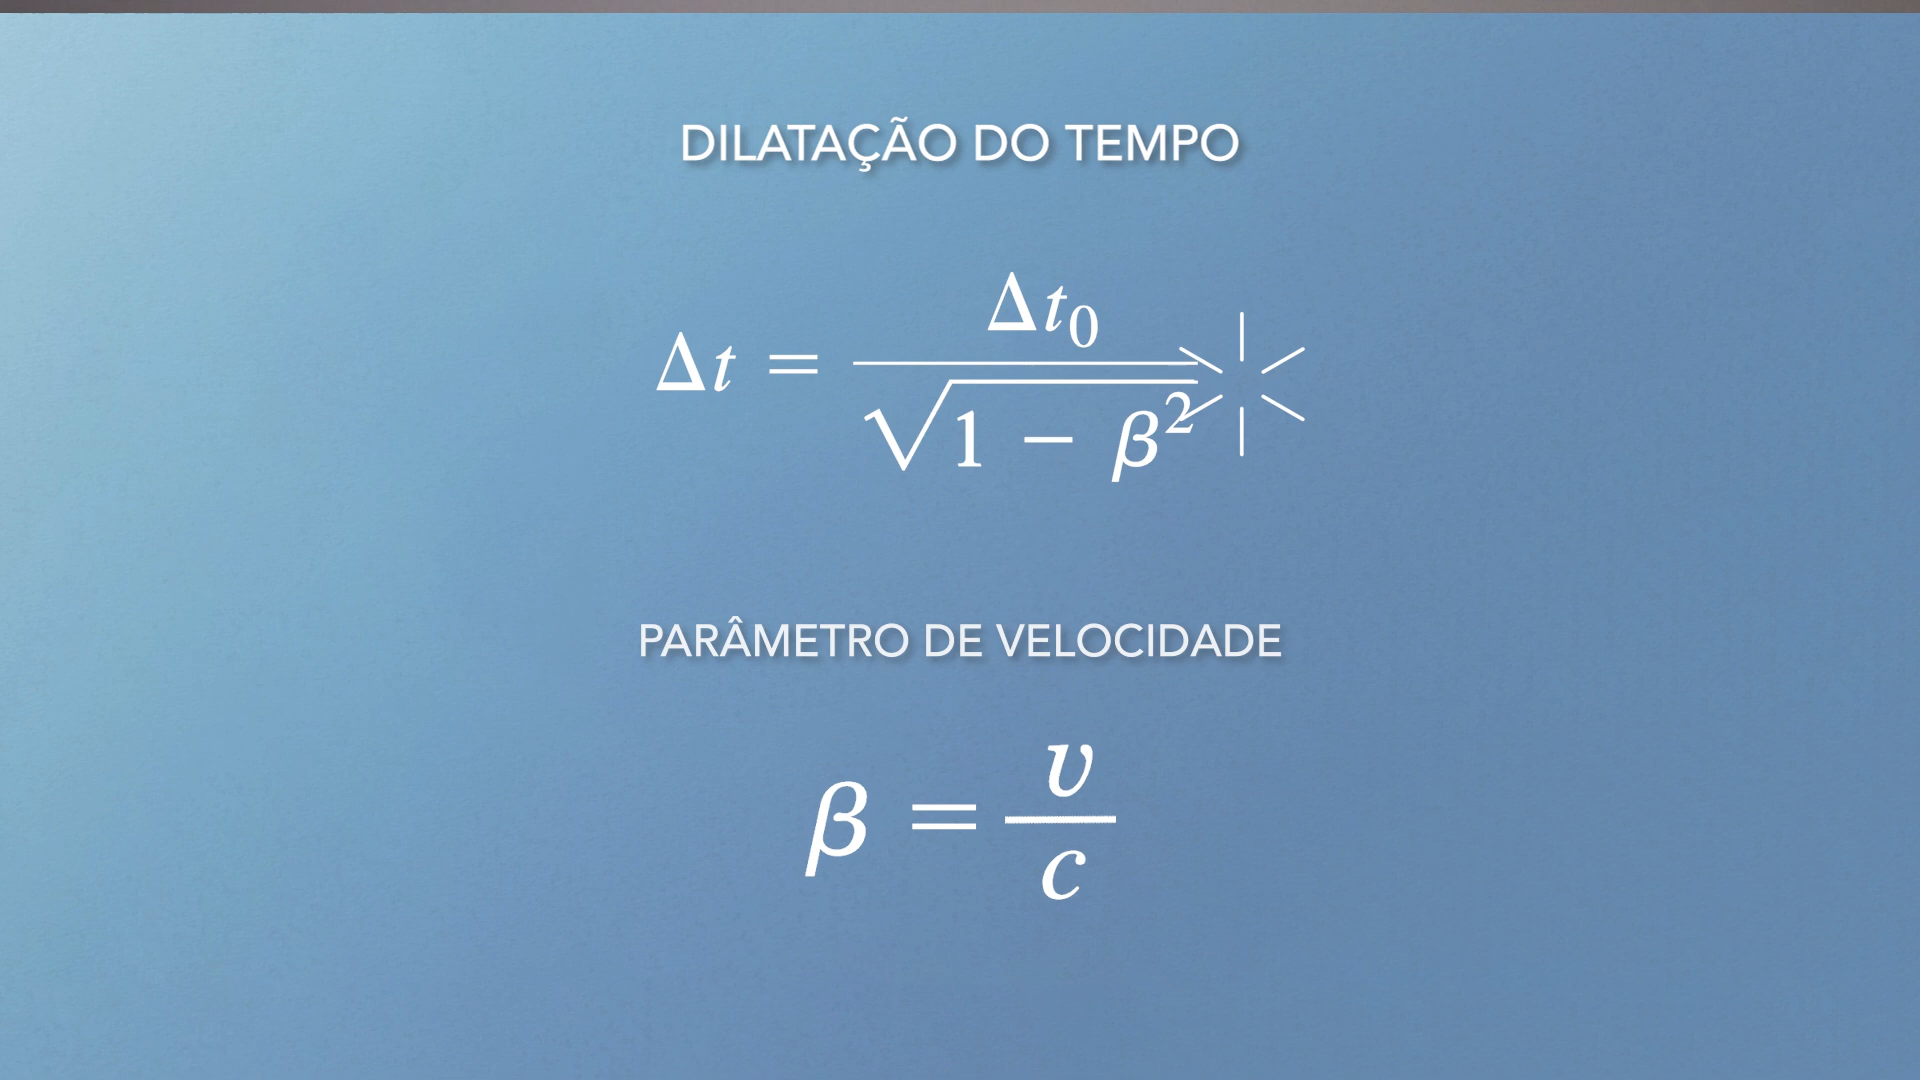 DILATAÇÃO DO TEMPO
Δt = Δt₀ / √(1 − β²)
PARÂMETRO DE VELOCIDADE
β = v / c